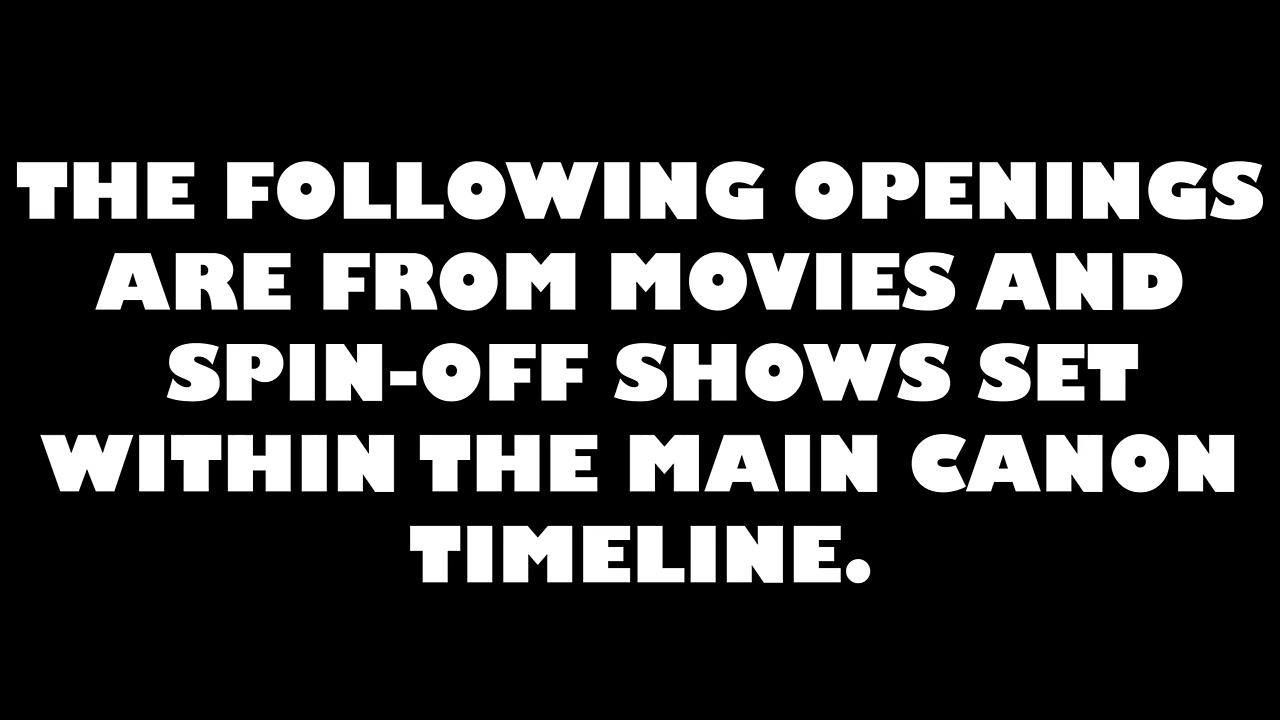 THE FOLLOWING OPENINGS
ARE FROM MOVIES AND
SPIN-OFF SHOWS SET
WITHIN THE MAIN CANON
TIMELINE.